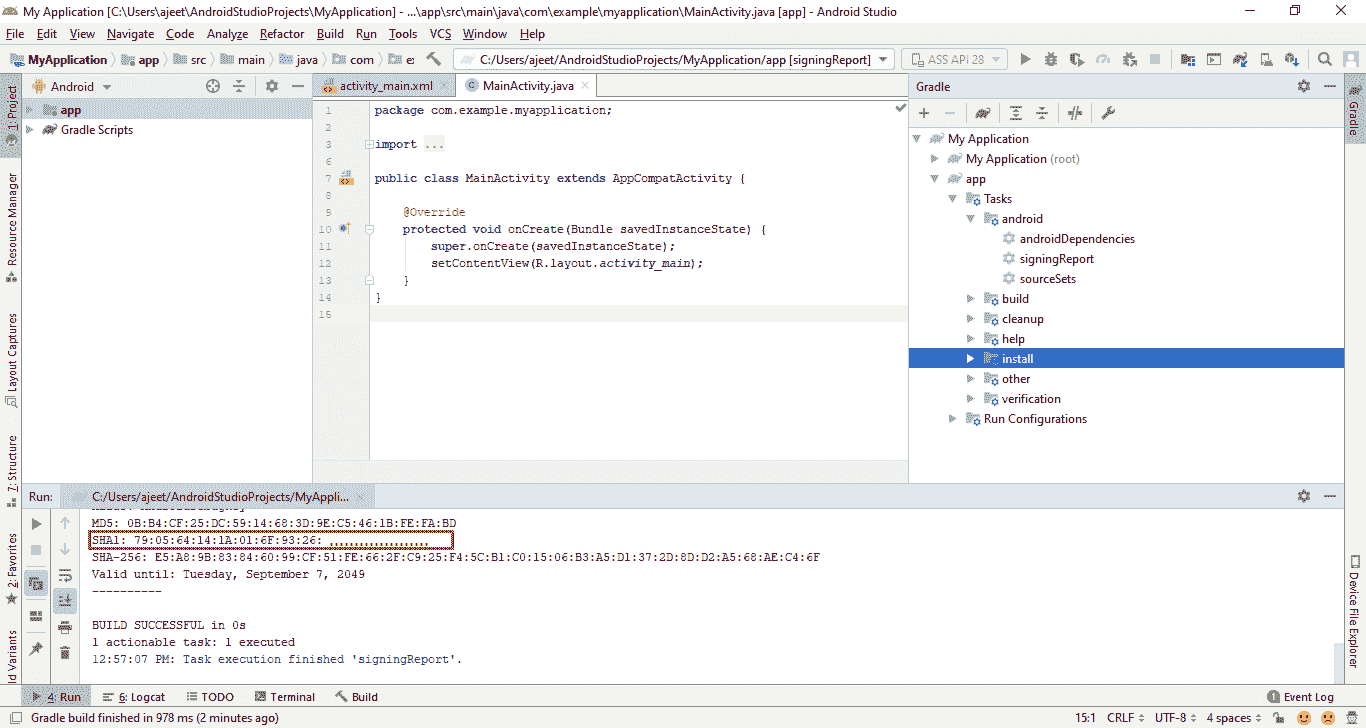 My Application [C:\Users\ajeet\AndroidStudioProjects\MyApplication] - ...\app\src\main\java\com\example\myapplication\MainActivity.java [app] - Android Studio
File Edit View Navigate Code Analyze Refactor Build Run Tools VCS Window Help
MyApplication app src main java com C:/Users/ajeet/AndroidStudioProjects/MyApplication/app [signingReport] ASS API 28
1: Project
Resource Manager
Layout Captures
7: Structure
2: Favorites
ld Variants
Android
app
Gradle Scripts
activity_main.xml MainActivity.java
1 package com.example.myapplication;
2
3 import ...
6
7 public class MainActivity extends AppCompatActivity {
8
9 @Override
10 protected void onCreate(Bundle savedInstanceState) {
11 super.onCreate(savedInstanceState);
12 setContentView(R.layout.activity_main);
13 }
14 }
15
Gradle
My Application
My Application (root)
app
Tasks
android
androidDependencies
signingReport
sourceSets
build
cleanup
help
install
other
verification
Run Configurations
Gradle
Device File Explorer
Run: C:/Users/ajeet/AndroidStudioProjects/MyAppli...
MD5: 0B:B4:CF:25:DC:59:14:68:3D:9E:C5:46:1B:FE:FA:BD
SHA1: 79:05:64:14:1A:01:6F:93:26:
SHA-256: E5:A8:9B:83:84:60:99:CF:51:FE:66:2F:C9:25:F4:5C:B1:C0:15:06:B3:A5:D1:37:2D:8D:D2:A5:68:AE:C4:6F
Valid until: Tuesday, September 7, 2049
----------
BUILD SUCCESSFUL in 0s
1 actionable task: 1 executed
12:57:07 PM: Task execution finished 'signingReport'.
4: Run 6: Logcat TODO Terminal Build 1 Event Log
Gradle build finished in 978 ms (2 minutes ago) 15:1 CRLF UTF-8 4 spaces